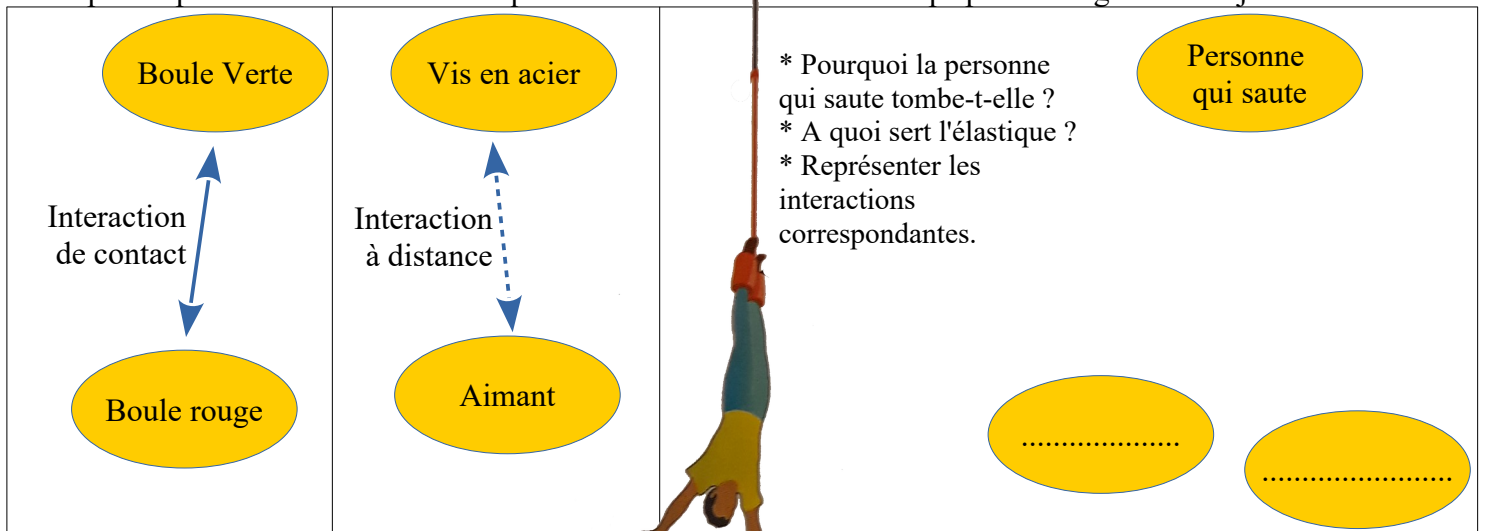 Boule Verte
Interaction
de contact
Boule rouge
Vis en acier
Interaction
à distance
Aimant
* Pourquoi la personne
qui saute tombe-t-elle ?
* A quoi sert l'élastique ?
* Représenter les
interactions
correspondantes.
Personne
qui saute
....................
........................